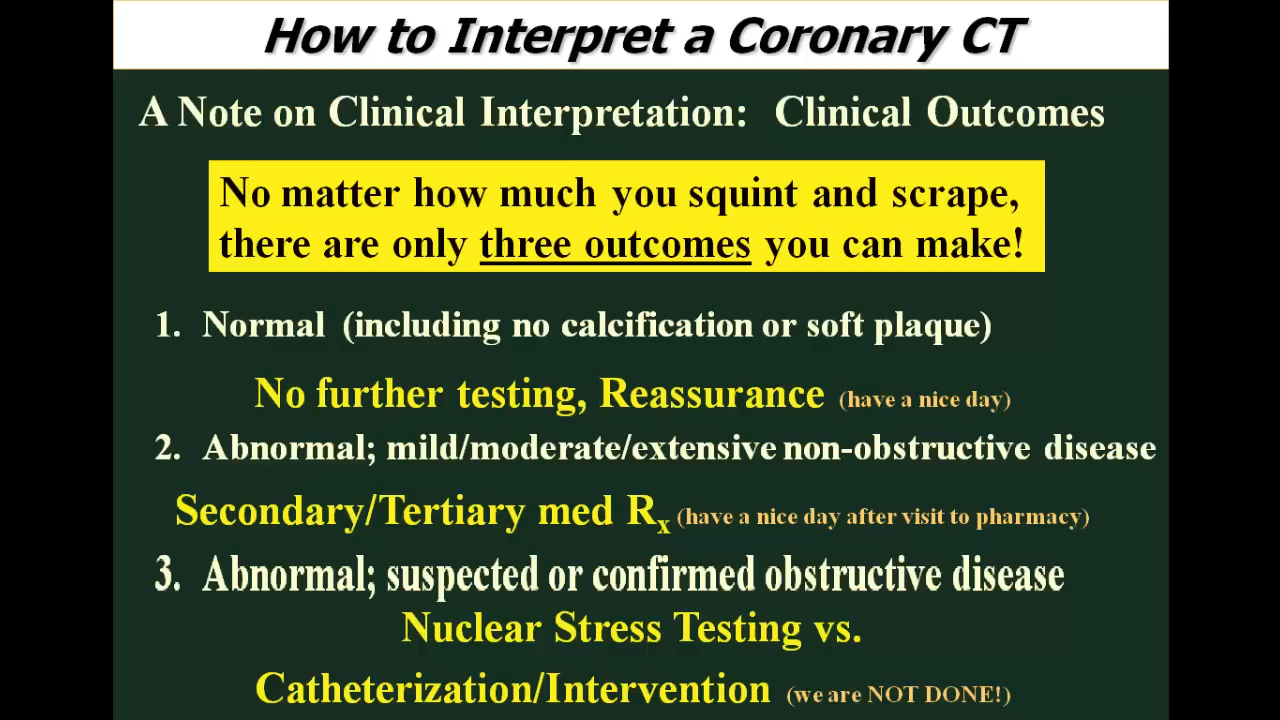 How to Interpret a Coronary CT
A Note on Clinical Interpretation: Clinical Outcomes
No matter how much you squint and scrape,
there are only three outcomes you can make!
1. Normal (including no calcification or soft plaque)
No further testing, Reassurance (have a nice day)
2. Abnormal; mild/moderate/extensive non-obstructive disease
Secondary/Tertiary med Rx (have a nice day after visit to pharmacy)
3. Abnormal; suspected or confirmed obstructive disease
Nuclear Stress Testing vs.
Catheterization/Intervention (we are NOT DONE!)